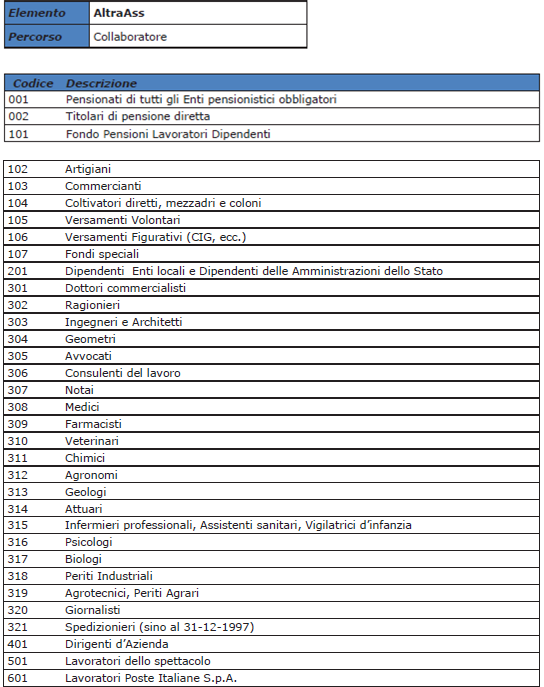 Elemento AltraAss
Percorso Collaboratore
Codice Descrizione
001 Pensionati di tutti gli Enti pensionistici obbligatori
002 Titolari di pensione diretta
101 Fondo Pensioni Lavoratori Dipendenti
102 Artigiani
103 Commercianti
104 Coltivatori diretti, mezzadri e coloni
105 Versamenti Volontari
106 Versamenti Figurativi (CIG, ecc.)
107 Fondi speciali
201 Dipendenti Enti locali e Dipendenti delle Amministrazioni dello Stato
301 Dottori commercialisti
302 Ragionieri
303 Ingegneri e Architetti
304 Geometri
305 Avvocati
306 Consulenti del lavoro
307 Notai
308 Medici
309 Farmacisti
310 Veterinari
311 Chimici
312 Agronomi
313 Geologi
314 Attuari
315 Infermieri professionali, Assistenti sanitari, Vigilatrici d’infanzia
316 Psicologi
317 Biologi
318 Periti Industriali
319 Agrotecnici, Periti Agrari
320 Giornalisti
321 Spedizionieri (sino al 31-12-1997)
401 Dirigenti d’Azienda
501 Lavoratori dello spettacolo
601 Lavoratori Poste Italiane S.p.A.